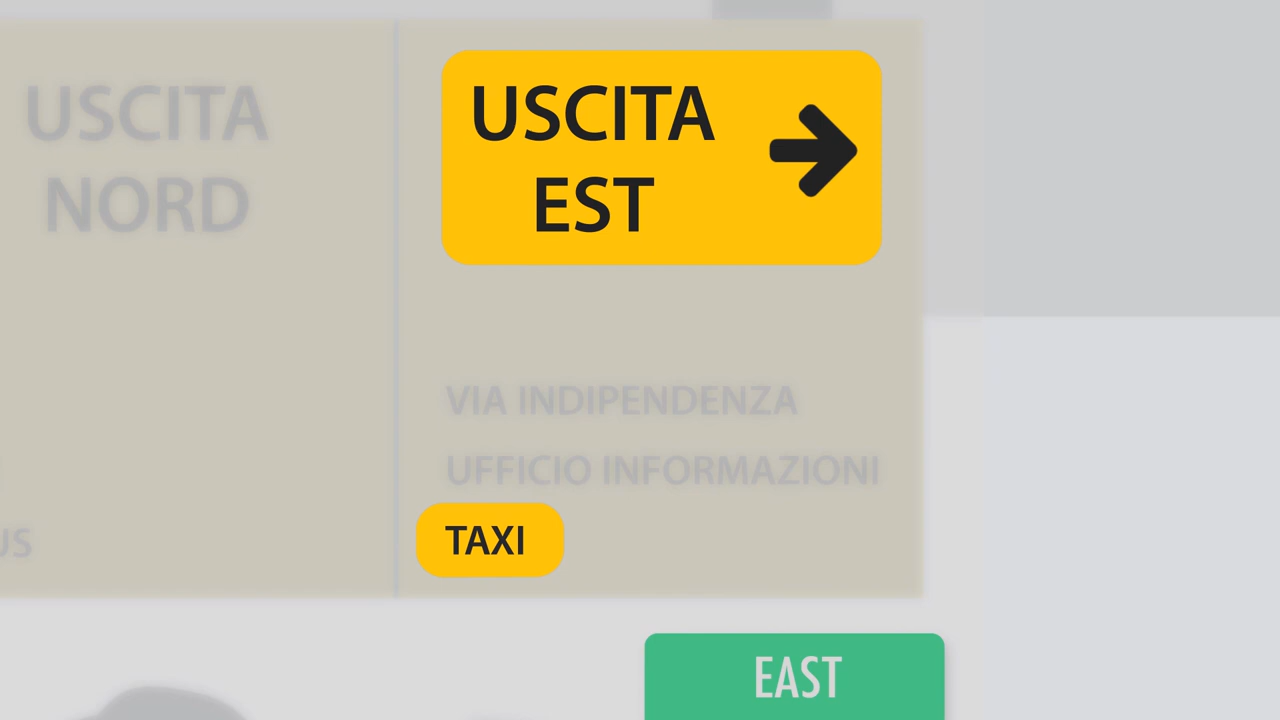 USCITA
NORD
USCITA
EST
VIA INDIPENDENZA
UFFICIO INFORMAZIONI
TAXI
EAST